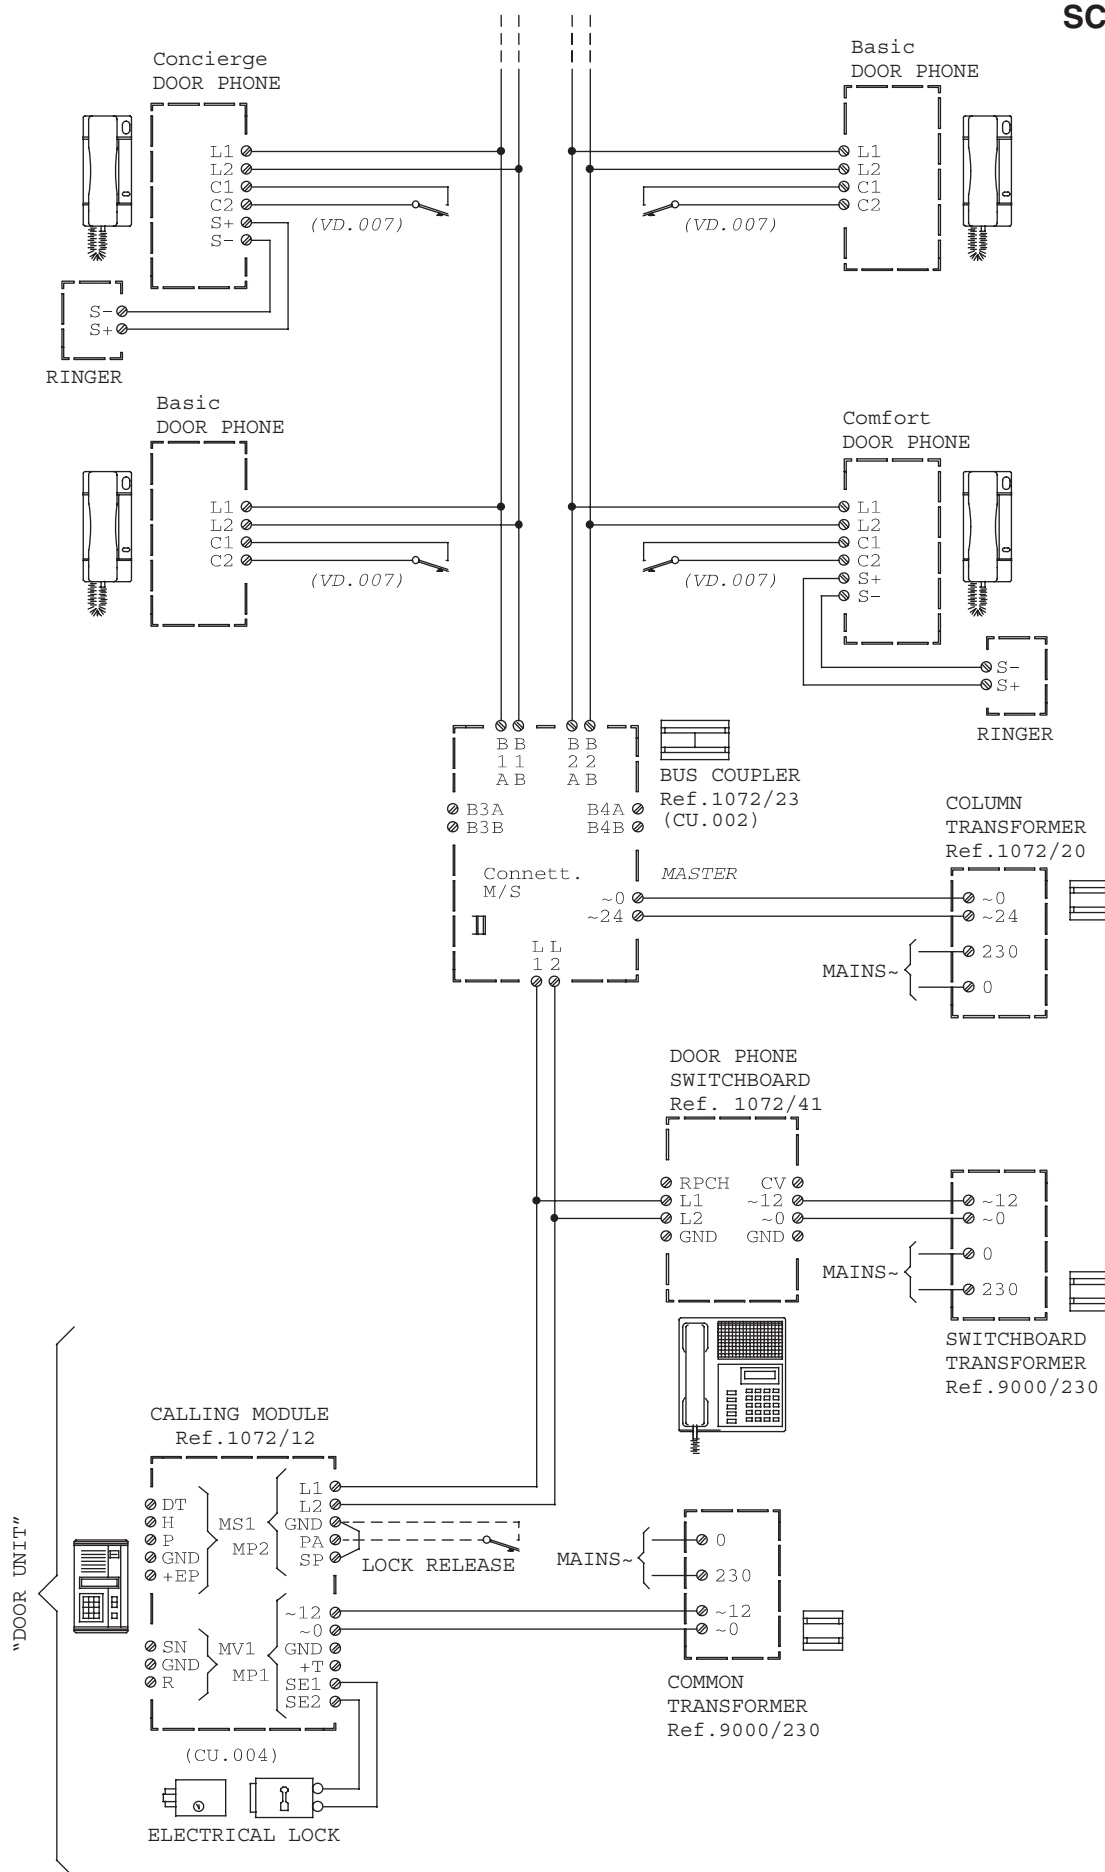 SC
Concierge
DOOR PHONE
L1
L2
C1
C2
S+
S-
(VD.007)
S-
S+
RINGER
Basic
DOOR PHONE
L1
L2
C1
C2
(VD.007)
Basic
DOOR PHONE
L1
L2
C1
C2
(VD.007)
Comfort
DOOR PHONE
L1
L2
C1
C2
S+
S-
(VD.007)
S-
S+
RINGER
B B B B
1 1 2 2
A B A B
B3A B4A
B3B B4B
Connett.
M/S
~0
~24
L L
1 2
BUS COUPLER
Ref.1072/23
(CU.002)
MASTER
COLUMN
TRANSFORMER
Ref.1072/20
~0
~24
230
0
MAINS~
DOOR PHONE
SWITCHBOARD
Ref. 1072/41
RPCH CV
L1 ~12
L2 ~0
GND GND
~12
~0
0
230
MAINS~
SWITCHBOARD
TRANSFORMER
Ref.9000/230
"DOOR UNIT"
CALLING MODULE
Ref.1072/12
DT
H
P
GND
+EP
MS1
MP2
L1
L2
GND
PA
SP
LOCK RELEASE
SN
GND
R
MV1
MP1
~12
~0
GND
+T
SE1
SE2
(CU.004)
ELECTRICAL LOCK
MAINS~
0
230
~12
~0
COMMON
TRANSFORMER
Ref.9000/230